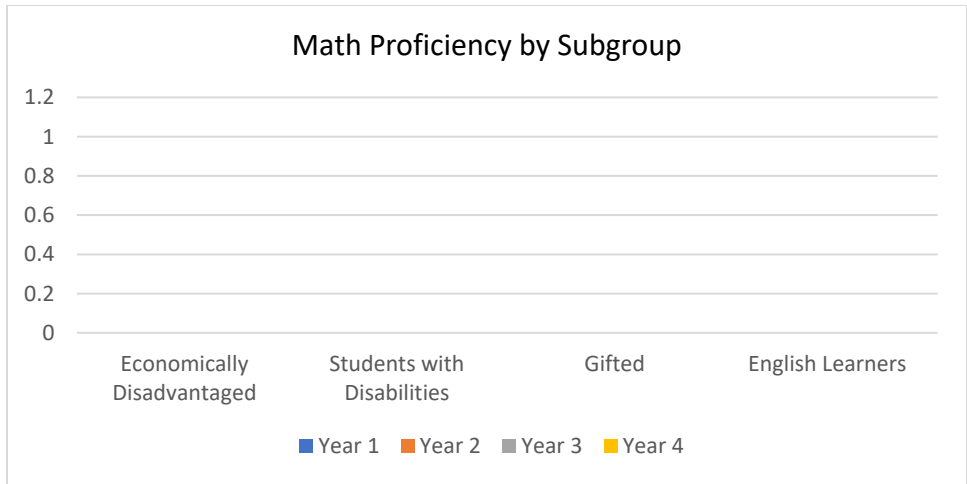 Math Proficiency by Subgroup
1.2
1
0.8
0.6
0.4
0.2
0
Economically Disadvantaged
Students with Disabilities
Gifted
English Learners
Year 1 Year 2 Year 3 Year 4